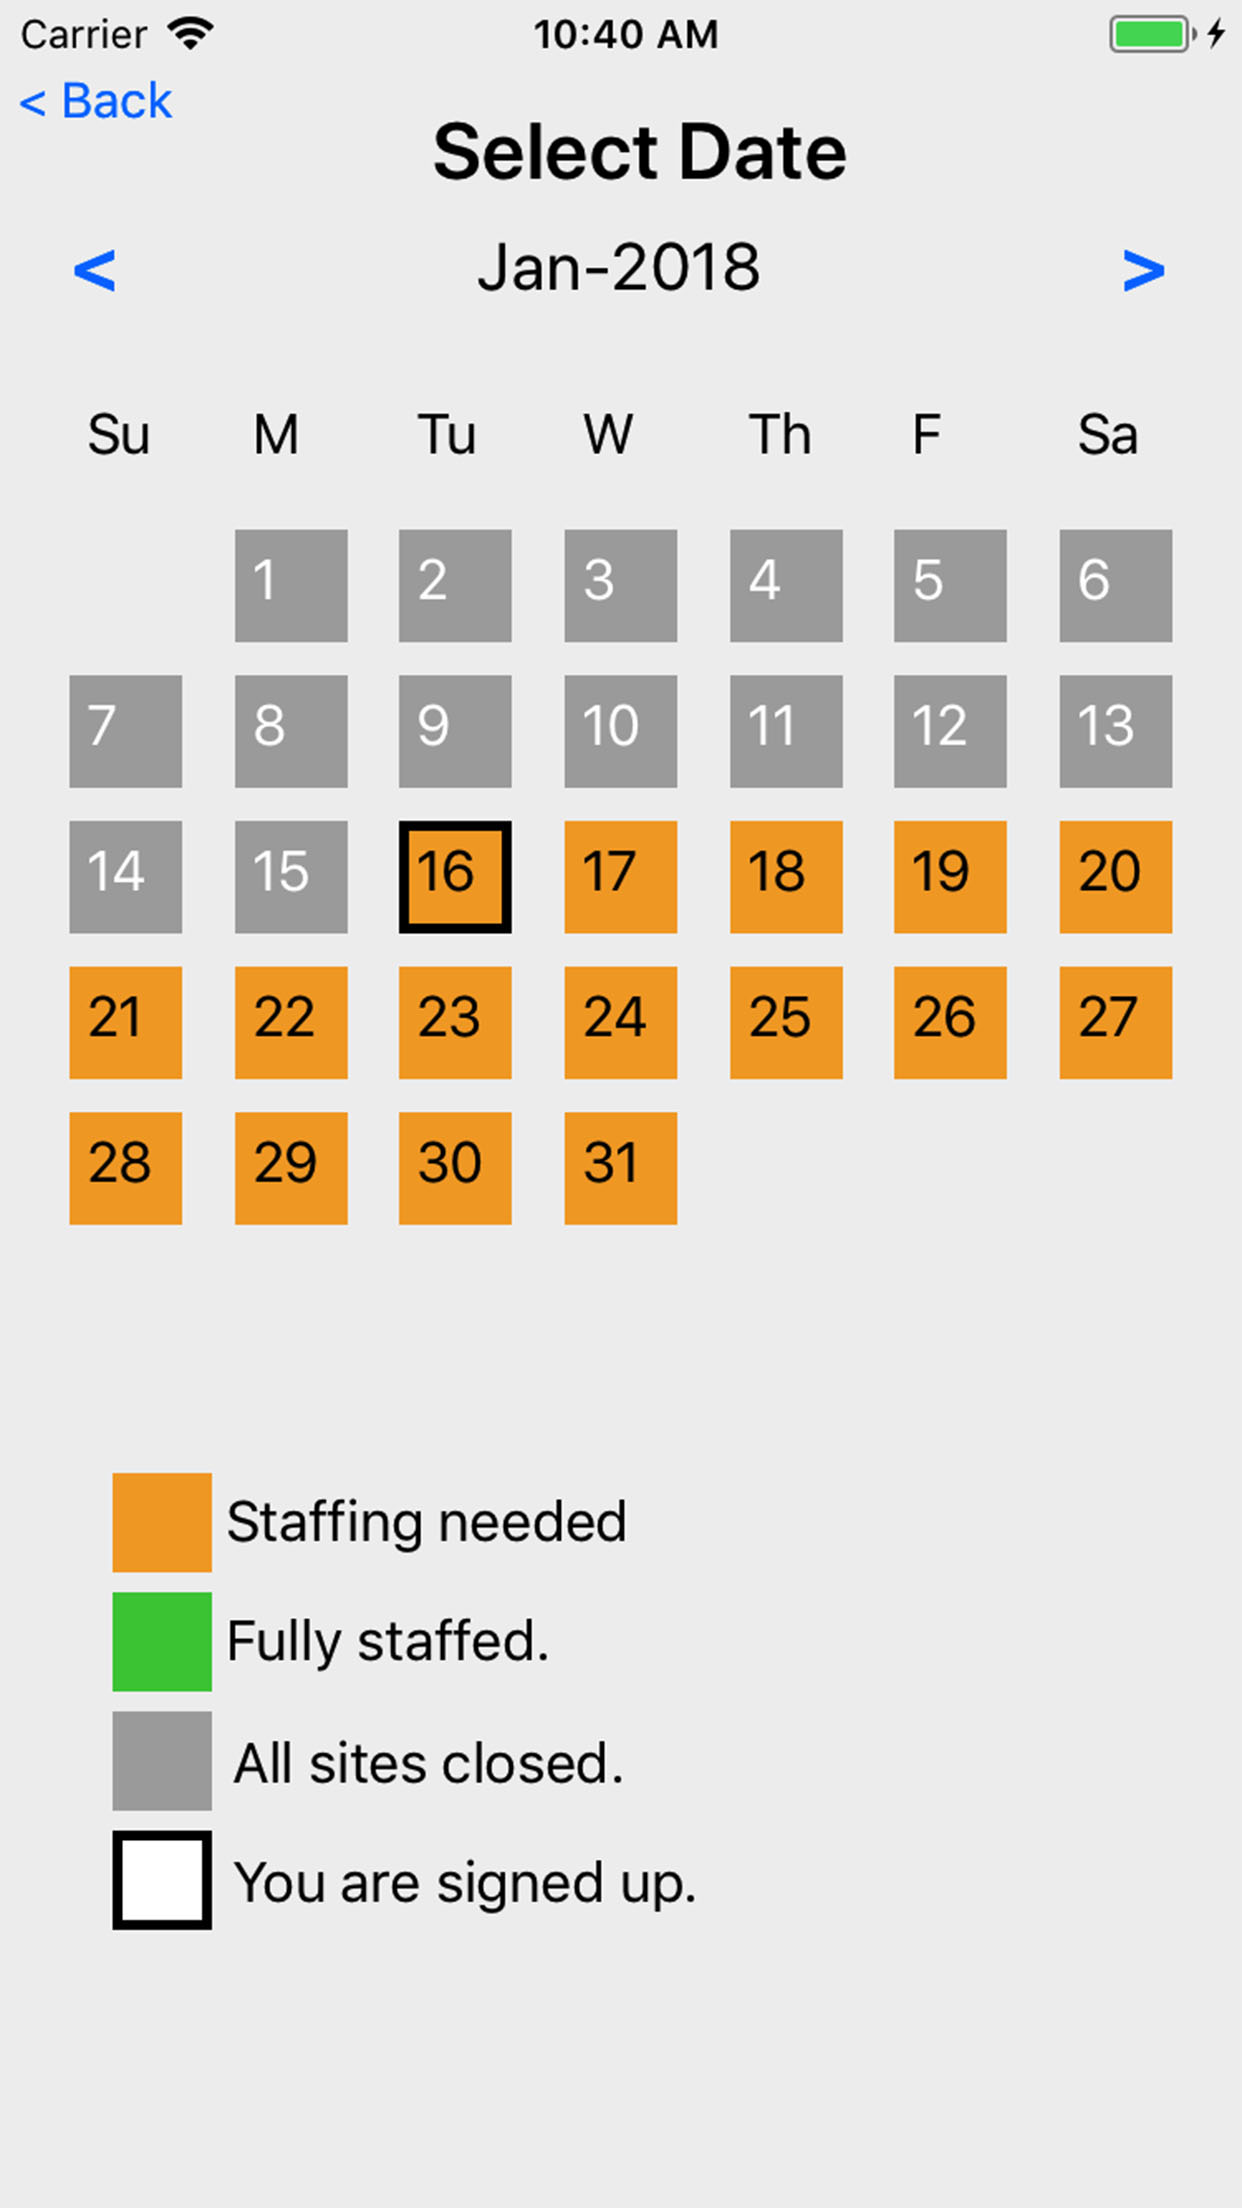 Carrier 10:40 AM
< Back
Select Date
< Jan-2018 >
Su M Tu W Th F Sa
1 2 3 4 5 6
7 8 9 10 11 12 13
14 15 16 17 18 19 20
21 22 23 24 25 26 27
28 29 30 31
Staffing needed
Fully staffed.
All sites closed.
You are signed up.